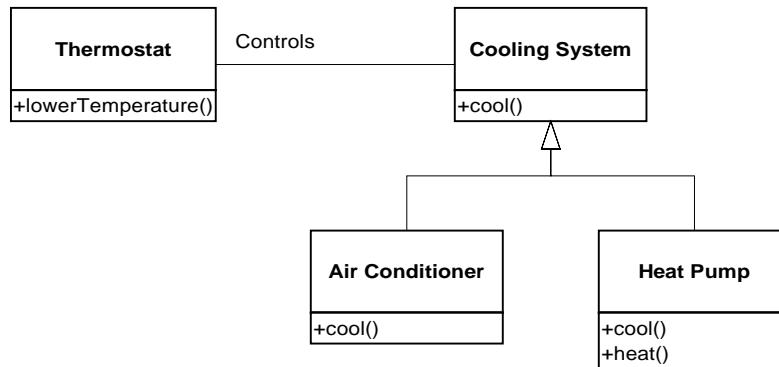 Thermostat
Controls
Cooling System
+lowerTemperature()
+cool()
Air Conditioner
Heat Pump
+cool()
+cool()
+heat()